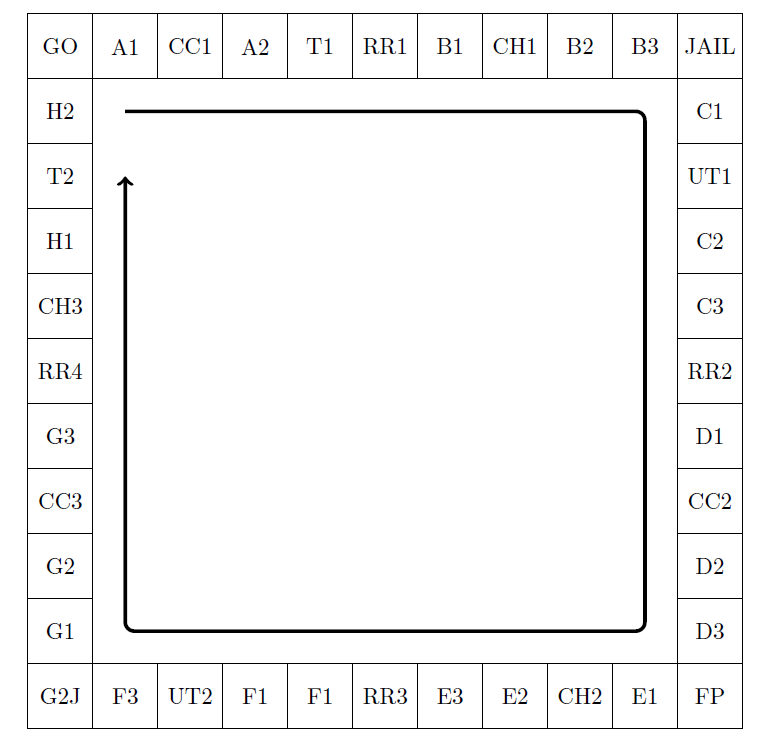 GO A1 CC1 A2 T1 RR1 B1 CH1 B2 B3 JAIL
H2 C1
T2 UT1
H1 C2
CH3 C3
RR4 RR2
G3 D1
CC3 CC2
G2 D2
G1 D3
G2J F3 UT2 F1 F1 RR3 E3 E2 CH2 E1 FP